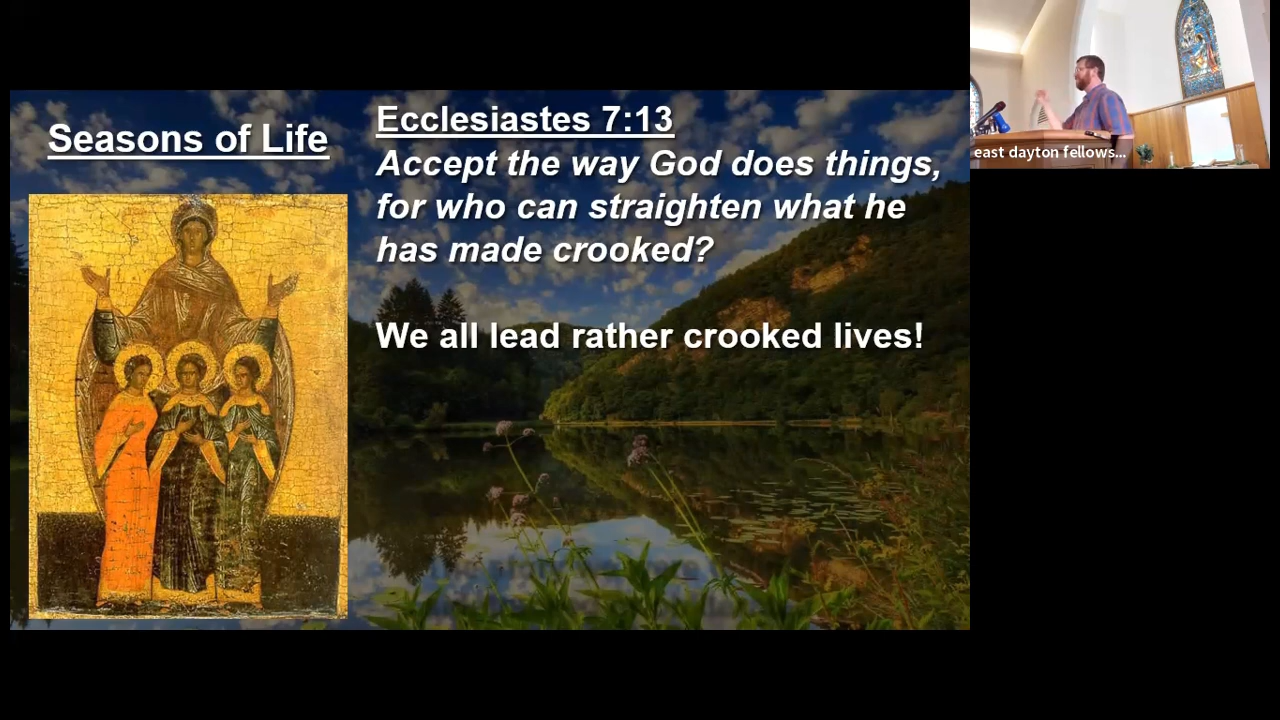 Seasons of Life
Ecclesiastes 7:13
Accept the way God does things,
for who can straighten what he
has made crooked?
We all lead rather crooked lives!
east dayton fellows...